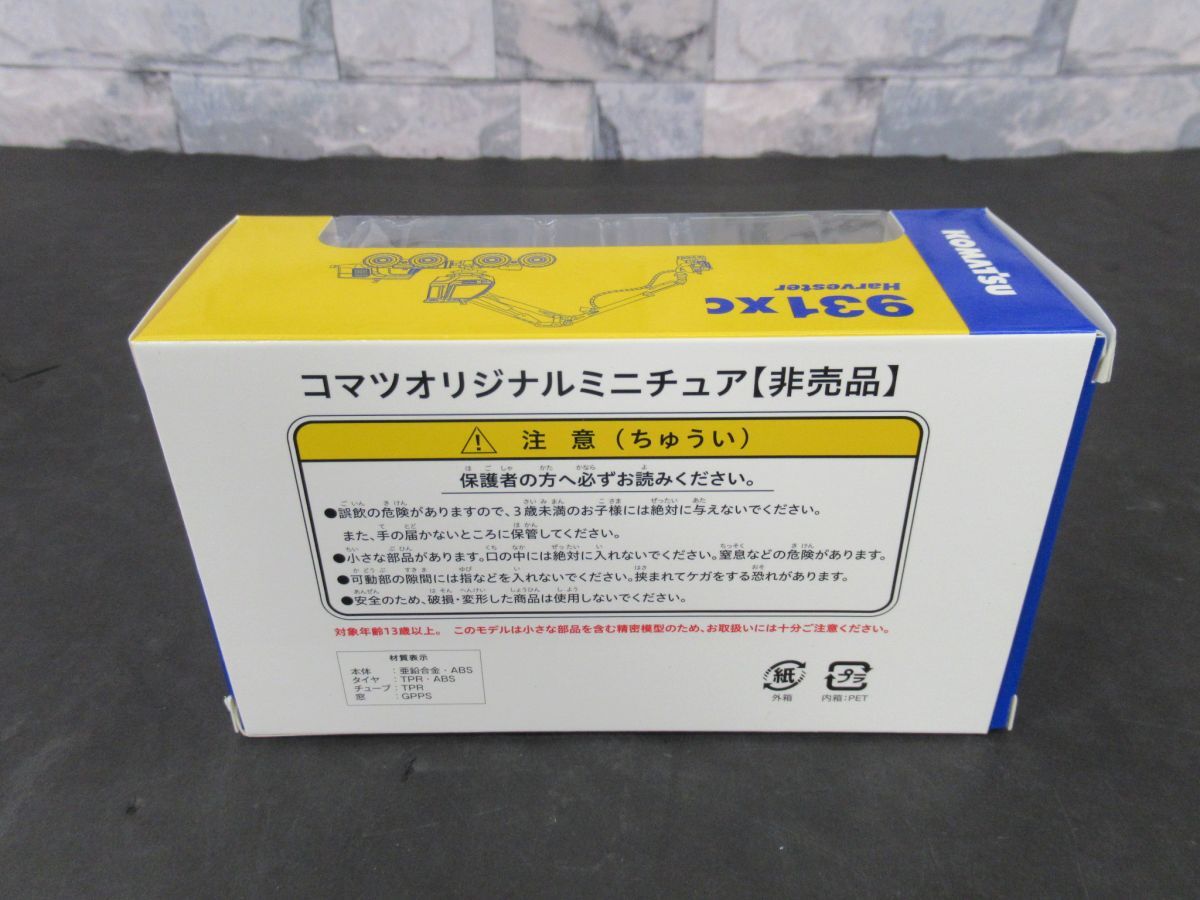 KOMATSU
931XC
Harvester
コマツオリジナルミニチュア【非売品】
注 意（ちゅうい）
保護者の方へ必ずお読みください。
●誤飲の危険がありますので、3歳未満のお子様には絶対に与えないでください。
また、手の届かないところに保管してください。
●小さな部品があります。口の中には絶対に入れないでください。窒息などの危険があります。
●可動部の隙間には指などを入れないでください。挟まれてケガをする恐れがあります。
●安全のため、破損・変形した商品は使用しないでください。
対象年齢13歳以上。 このモデルは小さな部品を含む精密模型のため、お取扱いには十分ご注意ください。
材質表示
本体 ：亜鉛合金・ABS
タイヤ ：TPR・ABS
チューブ：TPR
窓 ：GPPS
紙
外箱
プラ
内箱：PET